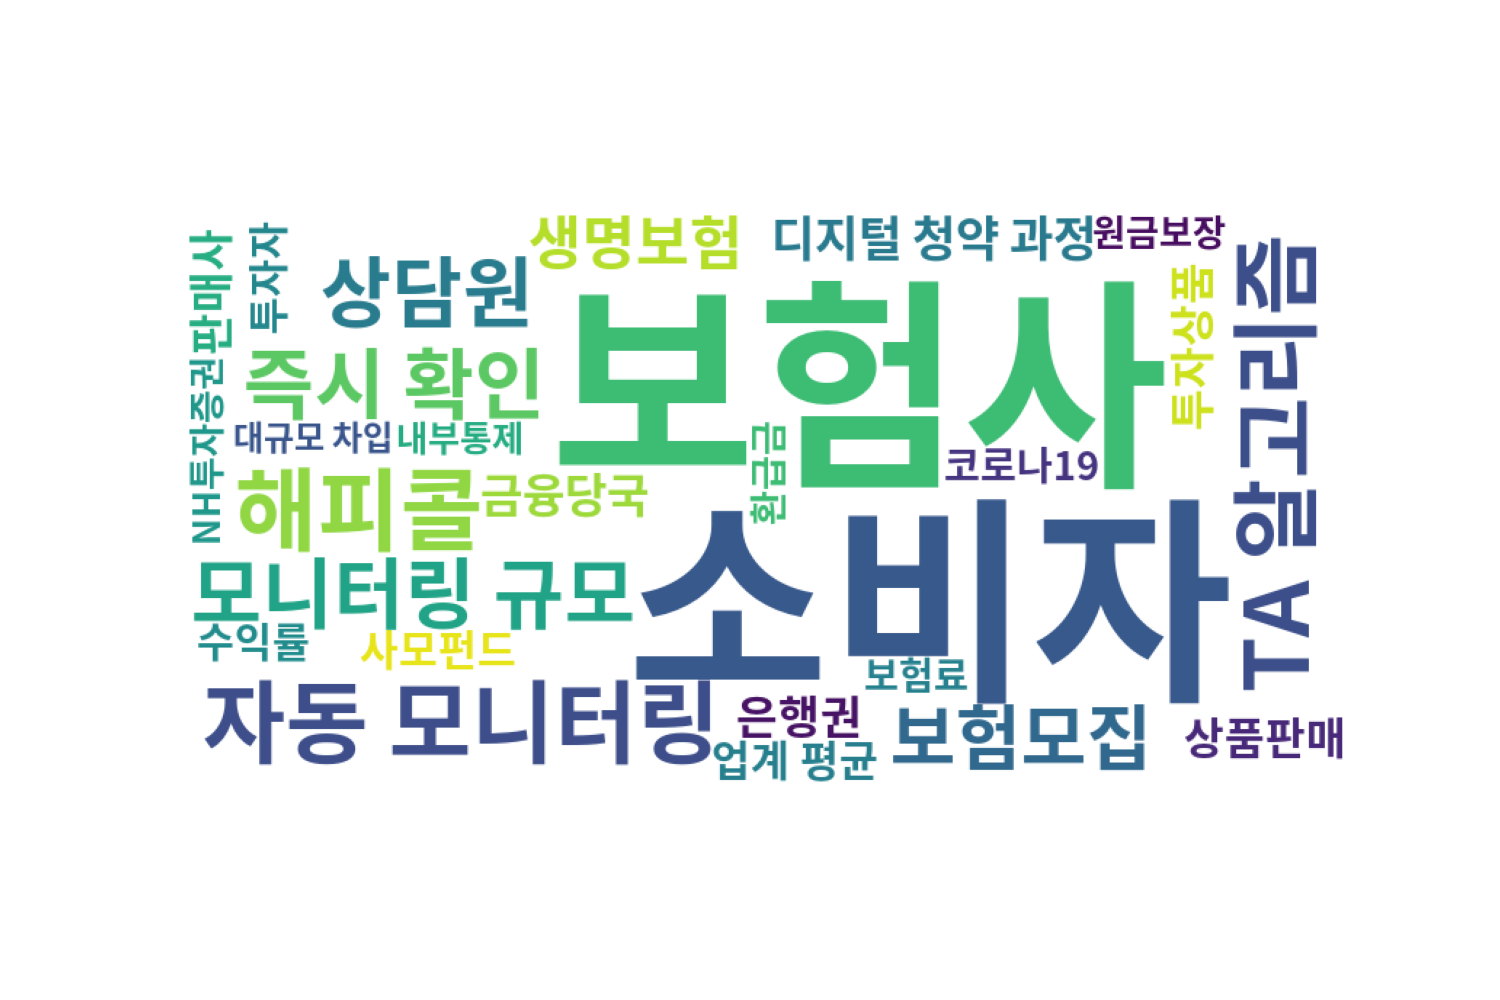 생명보험
디지털 청약 과정
원금보장
판매사
투자자
상담원
보험사
투자상품
TA 알고리즘
즉시 확인
NH투자증권
대규모 차입
내부통제
환급금
코로나19
해피콜
금융당국
소비자
모니터링 규모
수익률
사모펀드
보험료
자동 모니터링
은행권
보험모집
상품판매
업계 평균